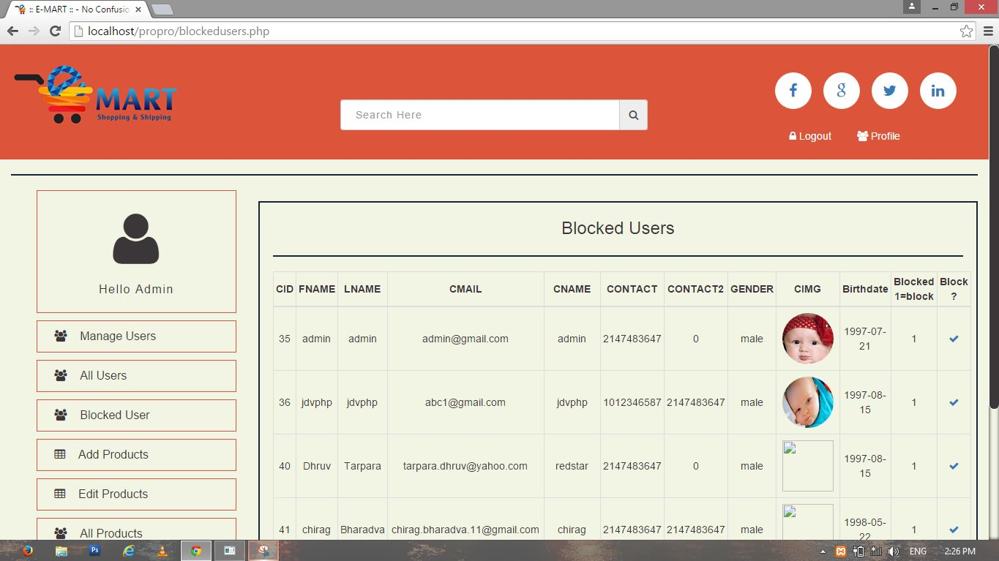 :: E-MART :: - No Confusio
localhost/propro/blockedusers.php
MART
Shopping & Shipping
Search Here
Logout
Profile
Hello Admin
Manage Users
All Users
Blocked User
Add Products
Edit Products
All Products
Blocked Users
CID FNAME LNAME CMAIL CNAME CONTACT CONTACT2 GENDER CIMG Birthdate Blocked 1=block Block ?
35 admin admin admin@gmail.com admin 2147483647 0 male 1997-07-21 1
36 jdvphp jdvphp abc1@gmail.com jdvphp 1012346587 2147483647 male 1997-08-15 1
40 Dhruv Tarpara tarpara.dhruv@yahoo.com redstar 2147483647 0 male 1997-08-15 1
41 chirag Bharadva chirag.bharadva.11@gmail.com chirag 2147483647 2147483647 male 1998-05-22 1
ENG
2:26 PM